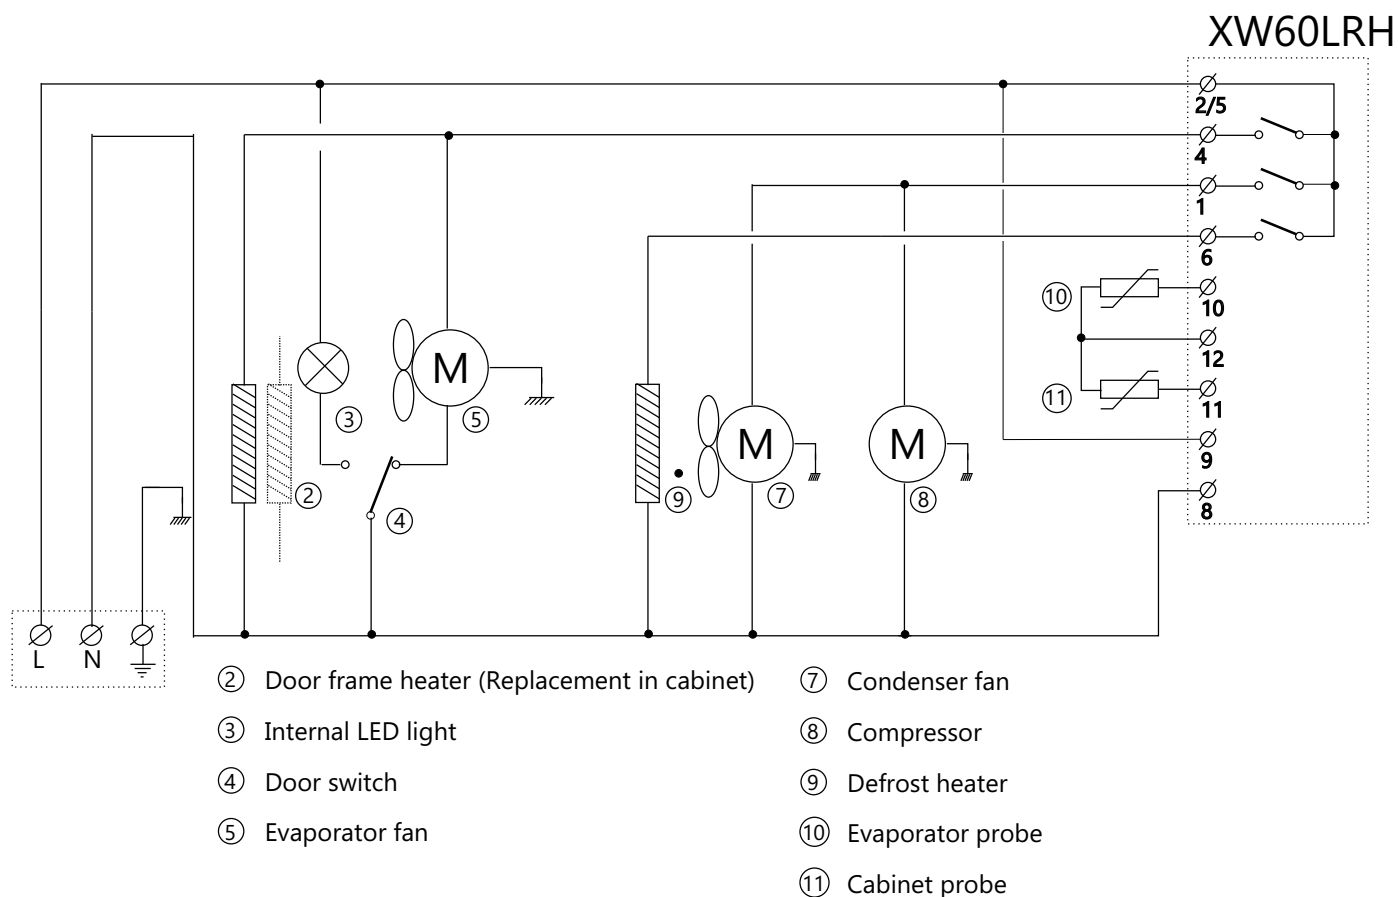 XW60LRH
2/5
4
1
6
10
10
12
11
11
9
8
M
M
M
3
5
2
4
9
7
8
L N
2 Door frame heater (Replacement in cabinet)
3 Internal LED light
4 Door switch
5 Evaporator fan
7 Condenser fan
8 Compressor
9 Defrost heater
10 Evaporator probe
11 Cabinet probe